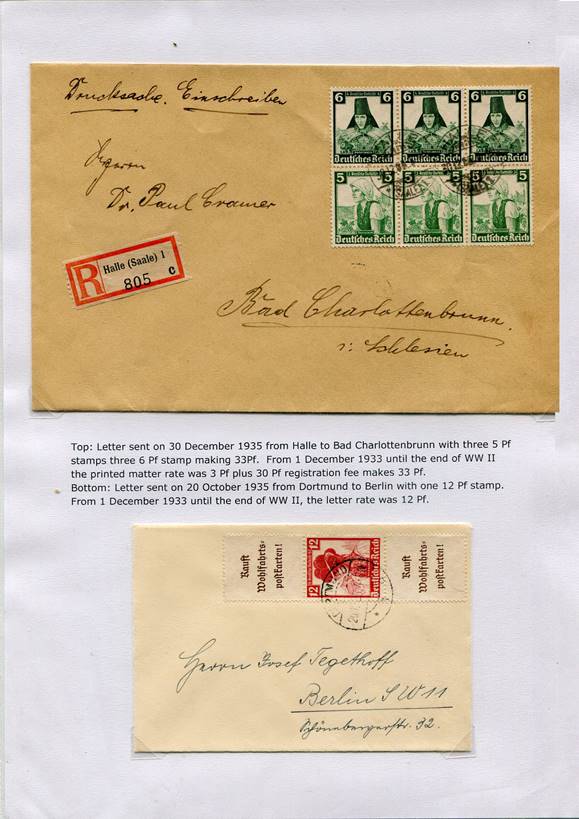 Drucksache. Einschreiben
6 6 6
Deutsches Reich Deutsches Reich Deutsches Reich
5 5 5
Deutsches Reich Deutsches Reich Deutsches Reich
Herrn
Dr. Paul Cramer
R Halle (Saale) 1
805 c
Bad Charlottenbrunn.
i. Schlesien
Top: Letter sent on 30 December 1935 from Halle to Bad Charlottenbrunn with three 5 Pf
stamps three 6 Pf stamp making 33Pf.  From 1 December 1933 until the end of WW II
the printed matter rate was 3 Pf plus 30 Pf registration fee makes 33 Pf.
Bottom: Letter sent on 20 October 1935 from Dortmund to Berlin with one 12 Pf stamp.
From 1 December 1933 until the end of WW II, the letter rate was 12 Pf.
Kauft
Wohlfahrts-
postkarten!
12 12
Deutsches Reich
Kauft
Wohlfahrts-
postkarten!
Herrn Josef Tegethoff
Berlin SW 11
Schönebergerstr. 32.